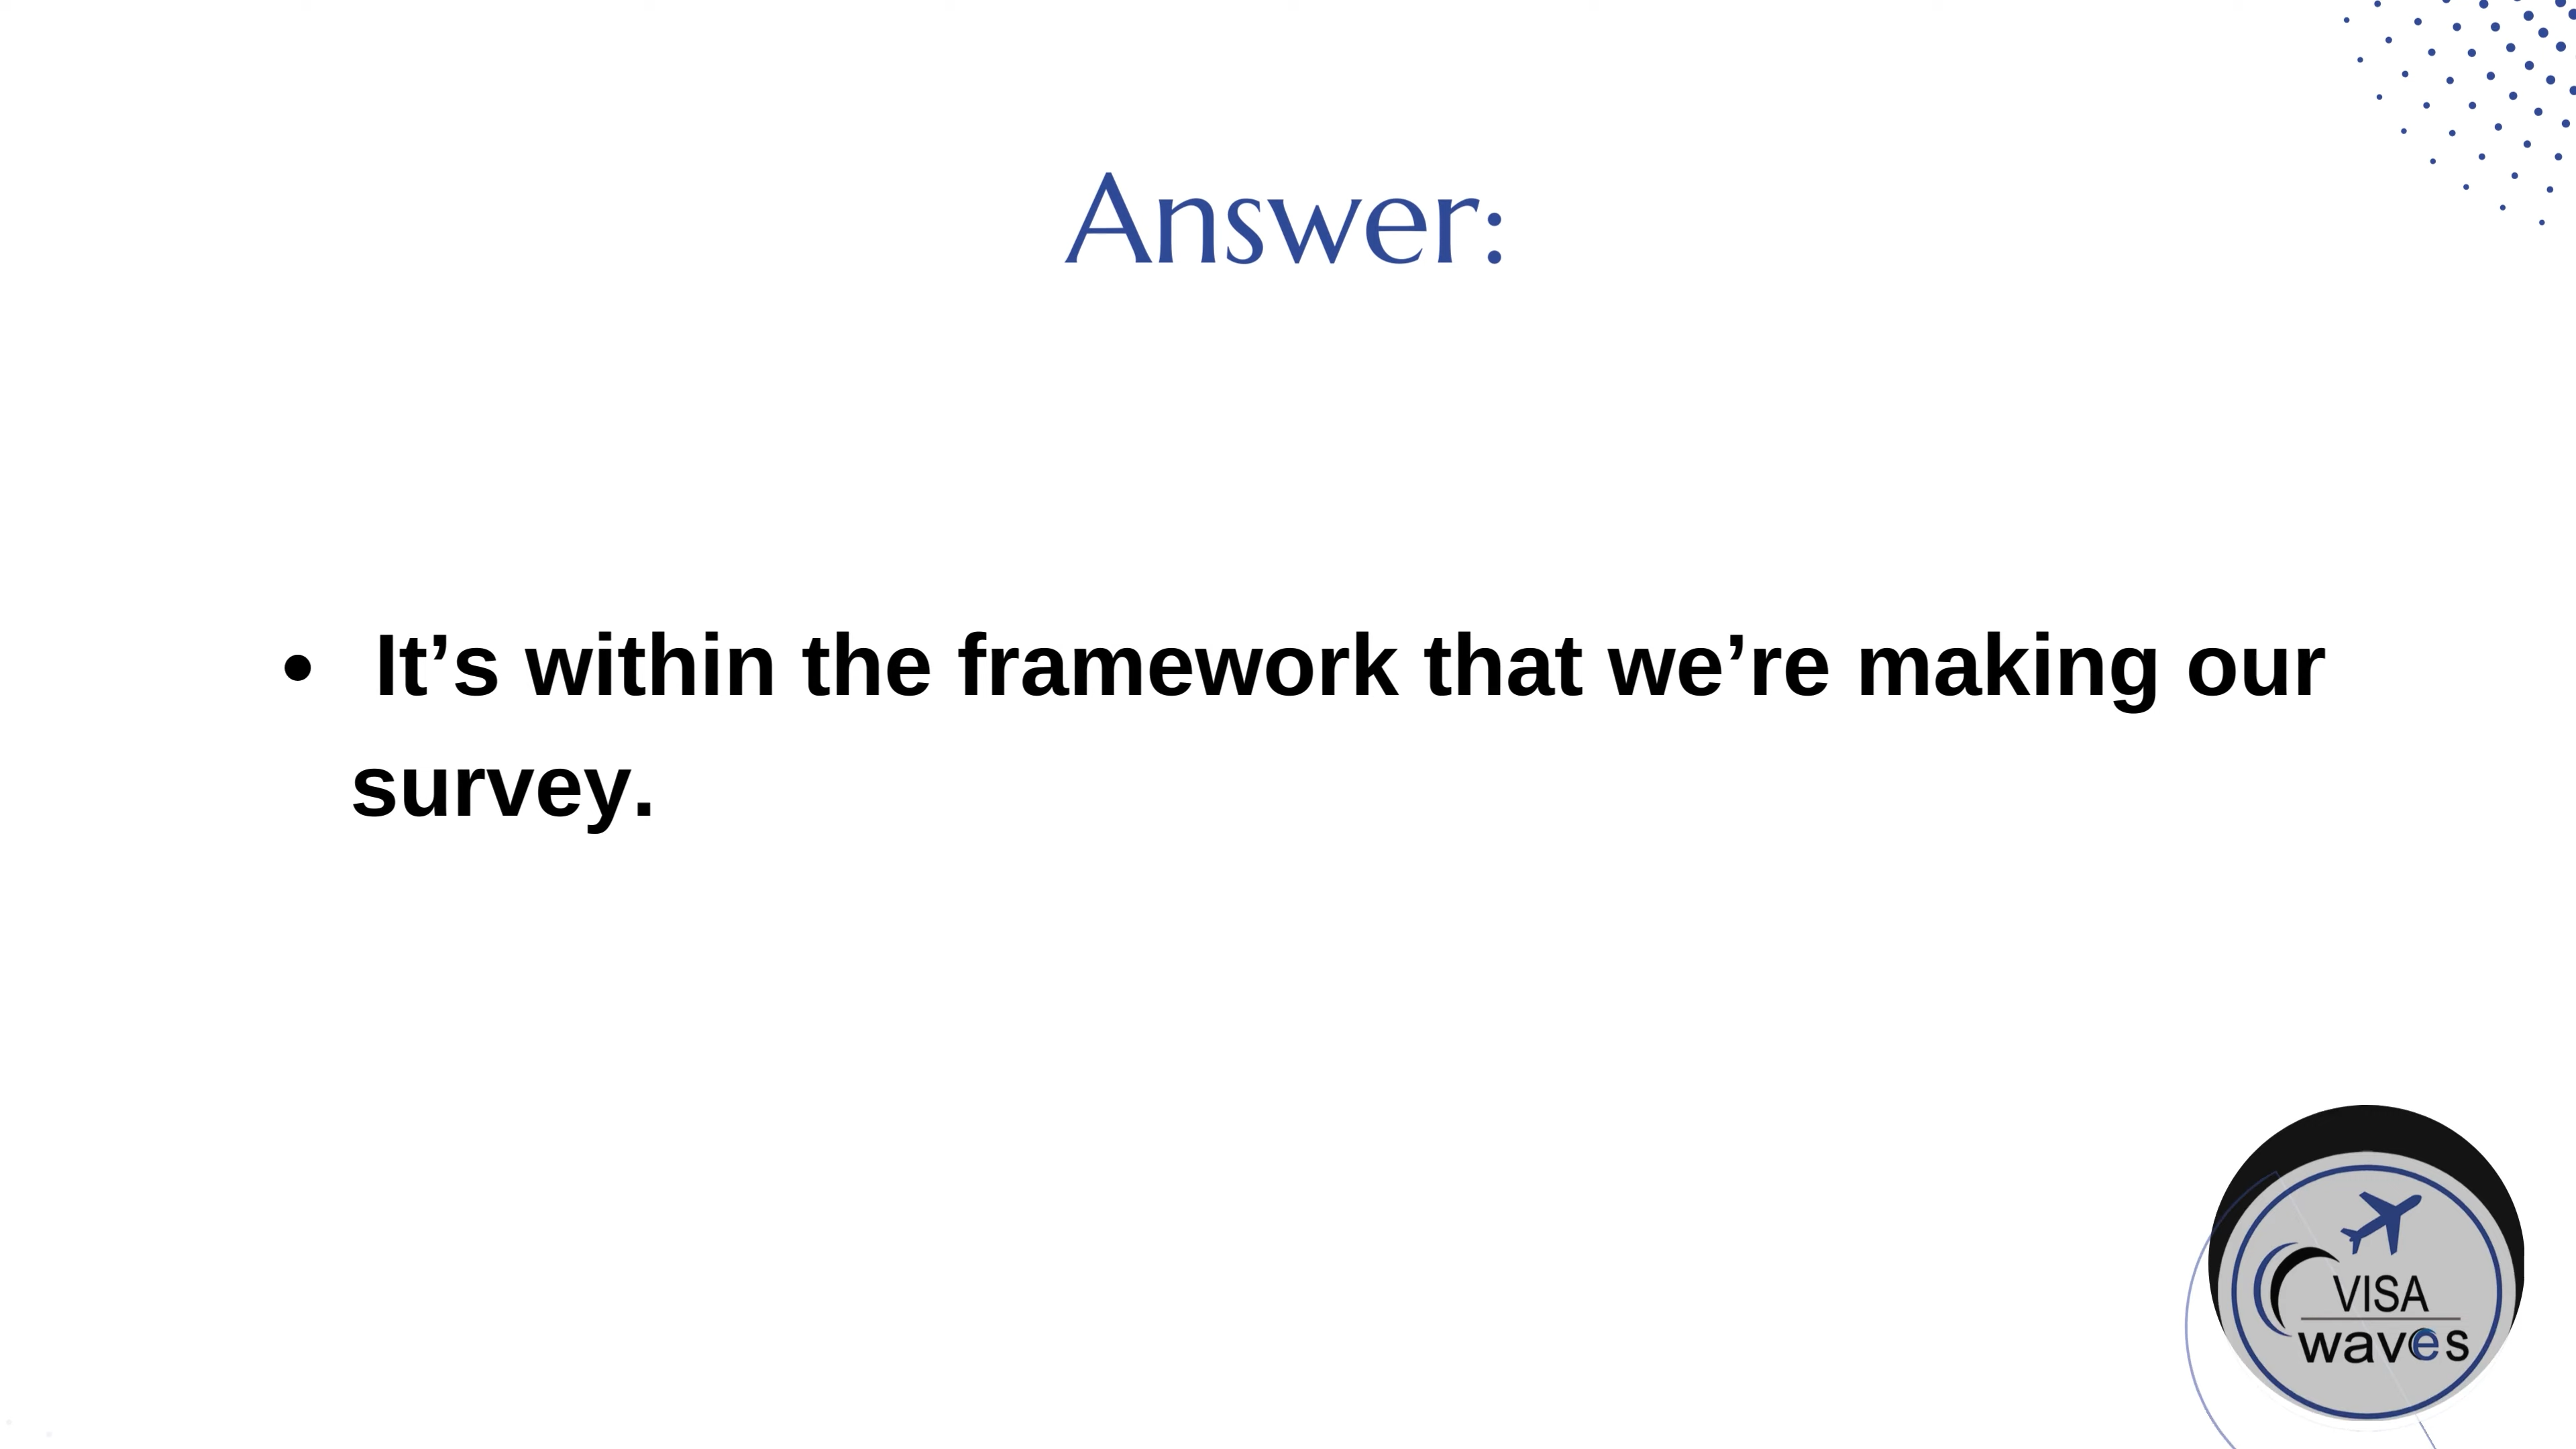 Answer:
• It’s within the framework that we’re making our
survey.
VISA
waves